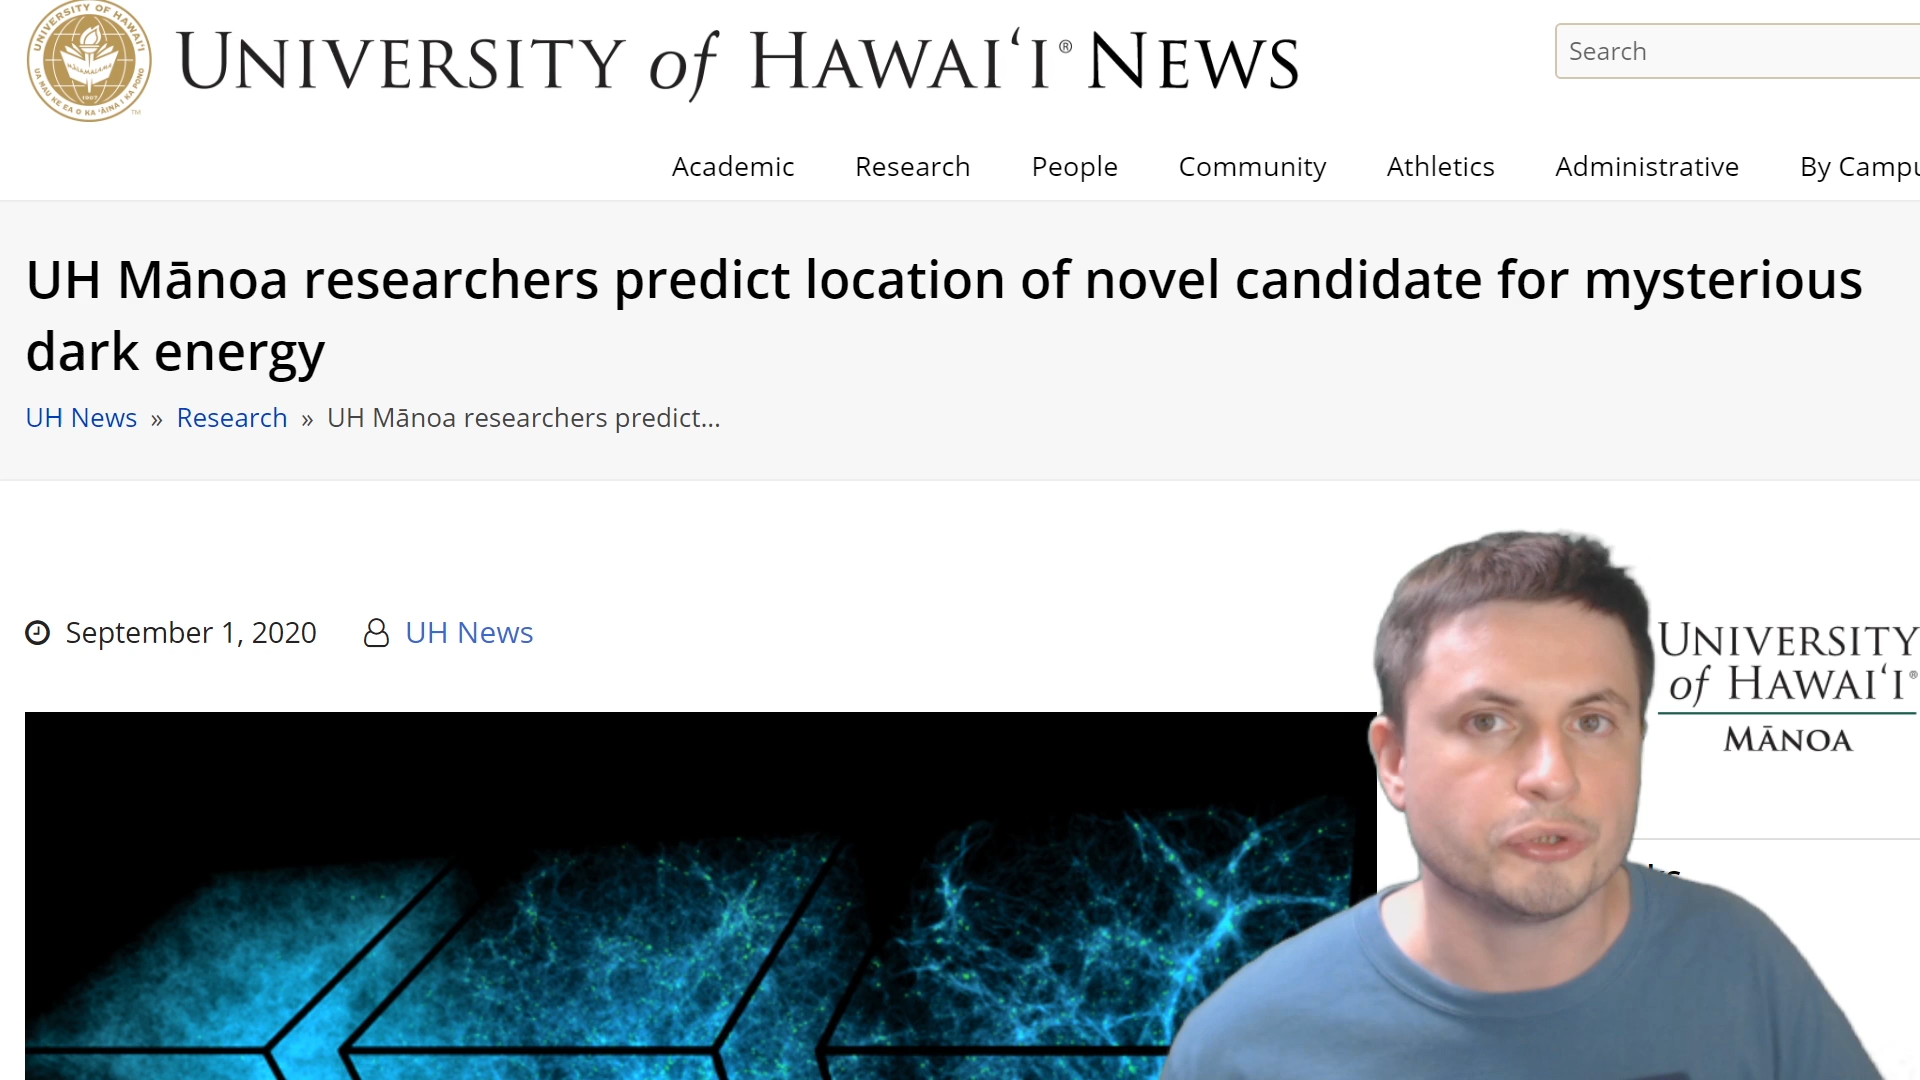 UNIVERSITY of HAWAIʻI® NEWS
Search
Academic Research People Community Athletics Administrative By Campu
UH Mānoa researchers predict location of novel candidate for mysterious
dark energy
UH News » Research » UH Mānoa researchers predict...
September 1, 2020 UH News
UNIVERSITY
of HAWAIʻI®
MĀNOA